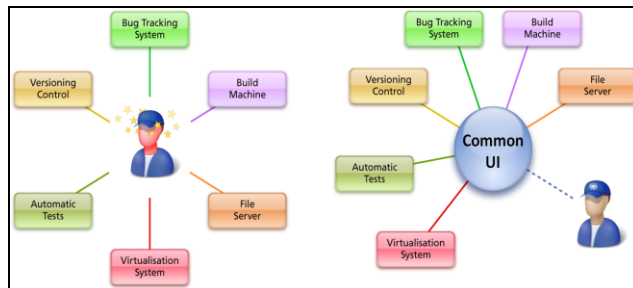 Bug Tracking
System
Versioning
Control
Build
Machine
Automatic
Tests
File
Server
Virtualisation
System
Bug Tracking
System
Build
Machine
Versioning
Control
File
Server
Common
UI
Automatic
Tests
Virtualisation
System